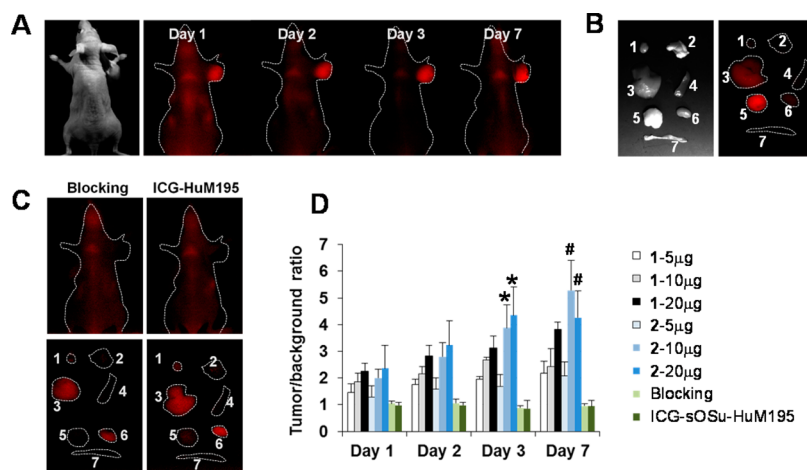 A
Day 1 Day 2 Day 3 Day 7
B
1 2
3 4
5 6
7
1 2
3 4
5 6
7
C
Blocking ICG-HuM195
1 2
3 4
5 6
7
1 2
3 4
5 6
D
Tumor/background ratio
7
6
5
4
3
2
1
0
* *
# #
Day 1 Day 2 Day 3 Day 7
1-5μg
1-10μg
1-20μg
2-5μg
2-10μg
2-20μg
Blocking
ICG-sOSu-HuM195